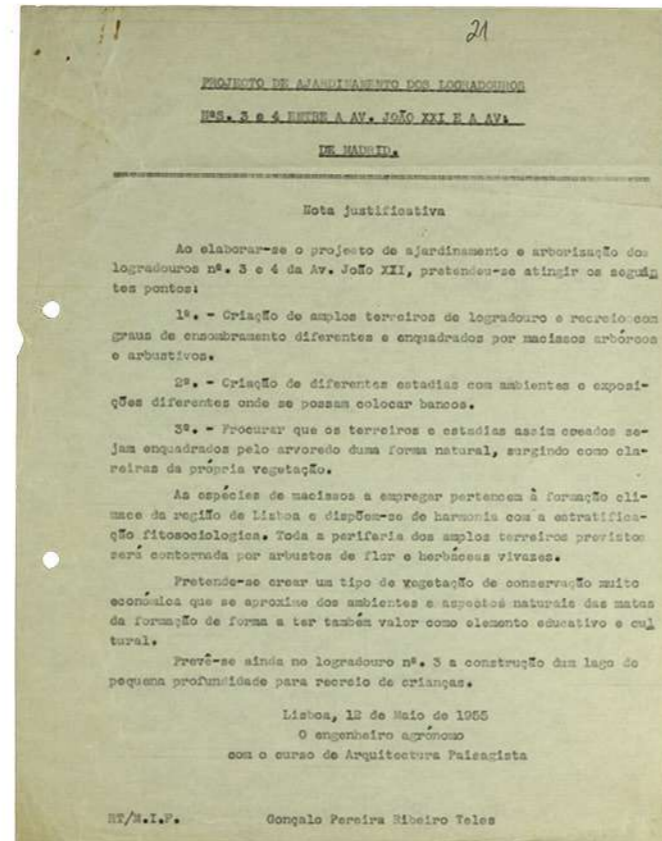 21
PROJECTO DE AJARDINAMENTO DOS LOGRADOUROS
NºS. 3 e 4 ENTRE A AV. JOÃO XXI E A AV.
DE MADRID.
Nota justificativa
Ao elaborar-se o projecto de ajardinamento e arborização dos
logradouros nº. 3 e 4 da Av. João XXI, pretendeu-se atingir os seguin
tes pontos:
1º. - Criação de amplos terreiros de logradouro e recreio com
graus de ensombramento diferentes e enquadrados por macissos arbóreos
e arbustivos.
2º. - Criação de diferentes estadias com ambientes e exposi-
ções diferentes onde se possam colocar bancos.
3º. - Procurar que os terreiros e estadias assim creados se-
jam enquadrados pelo arvoredo duma forma natural, surgindo como cla-
reiras da própria vegetação.
As espécies de macissos a empregar pertencem à formação cli-
mace da região de Lisboa e dispõem-se de harmonia com a estratifica-
ção fitosociologica. Toda a periferia dos amplos terreiros previstos
será contornada por arbustos de flor e herbáceas vivazes.
Pretende-se crear um tipo de vegetação de conservação muito
económica que se aproxime dos ambientes e aspectos naturais das matas
da formação de forma a ter também valor como elemento educativo e cul
tural.
Prevê-se ainda no logradouro nº. 3 a construção dum lago de
pequena profundidade para recreio de crianças.
Lisboa, 12 de Maio de 1955
O engenheiro agrónomo
com o curso de Arquitectura Paisagista
HT/M.I.F.
Gonçalo Pereira Ribeiro Teles